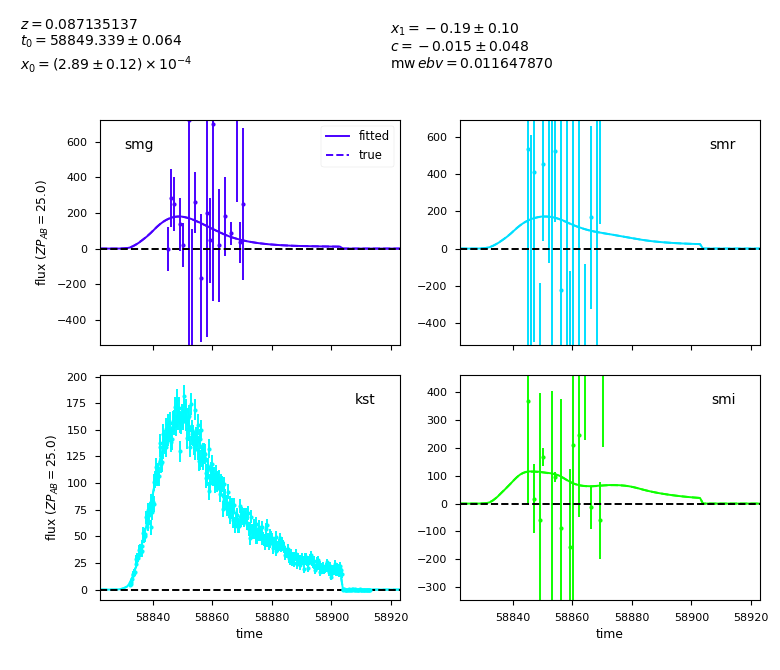 z = 0.087135137
t₀ = 58849.339 ± 0.064
x₀ = (2.89 ± 0.12) × 10⁻⁴
x₁ = −0.19 ± 0.10
c = −0.015 ± 0.048
mw ebv = 0.011647870
smg
fitted
true
600
400
200
0
−200
−400
flux (ZP_AB = 25.0)
smr
600
400
200
0
−200
−400
kst
200
175
150
125
100
75
50
25
0
flux (ZP_AB = 25.0)
58840 58860 58880 58900 58920
time
smi
400
300
200
100
0
−100
−200
−300
58840 58860 58880 58900 58920
time